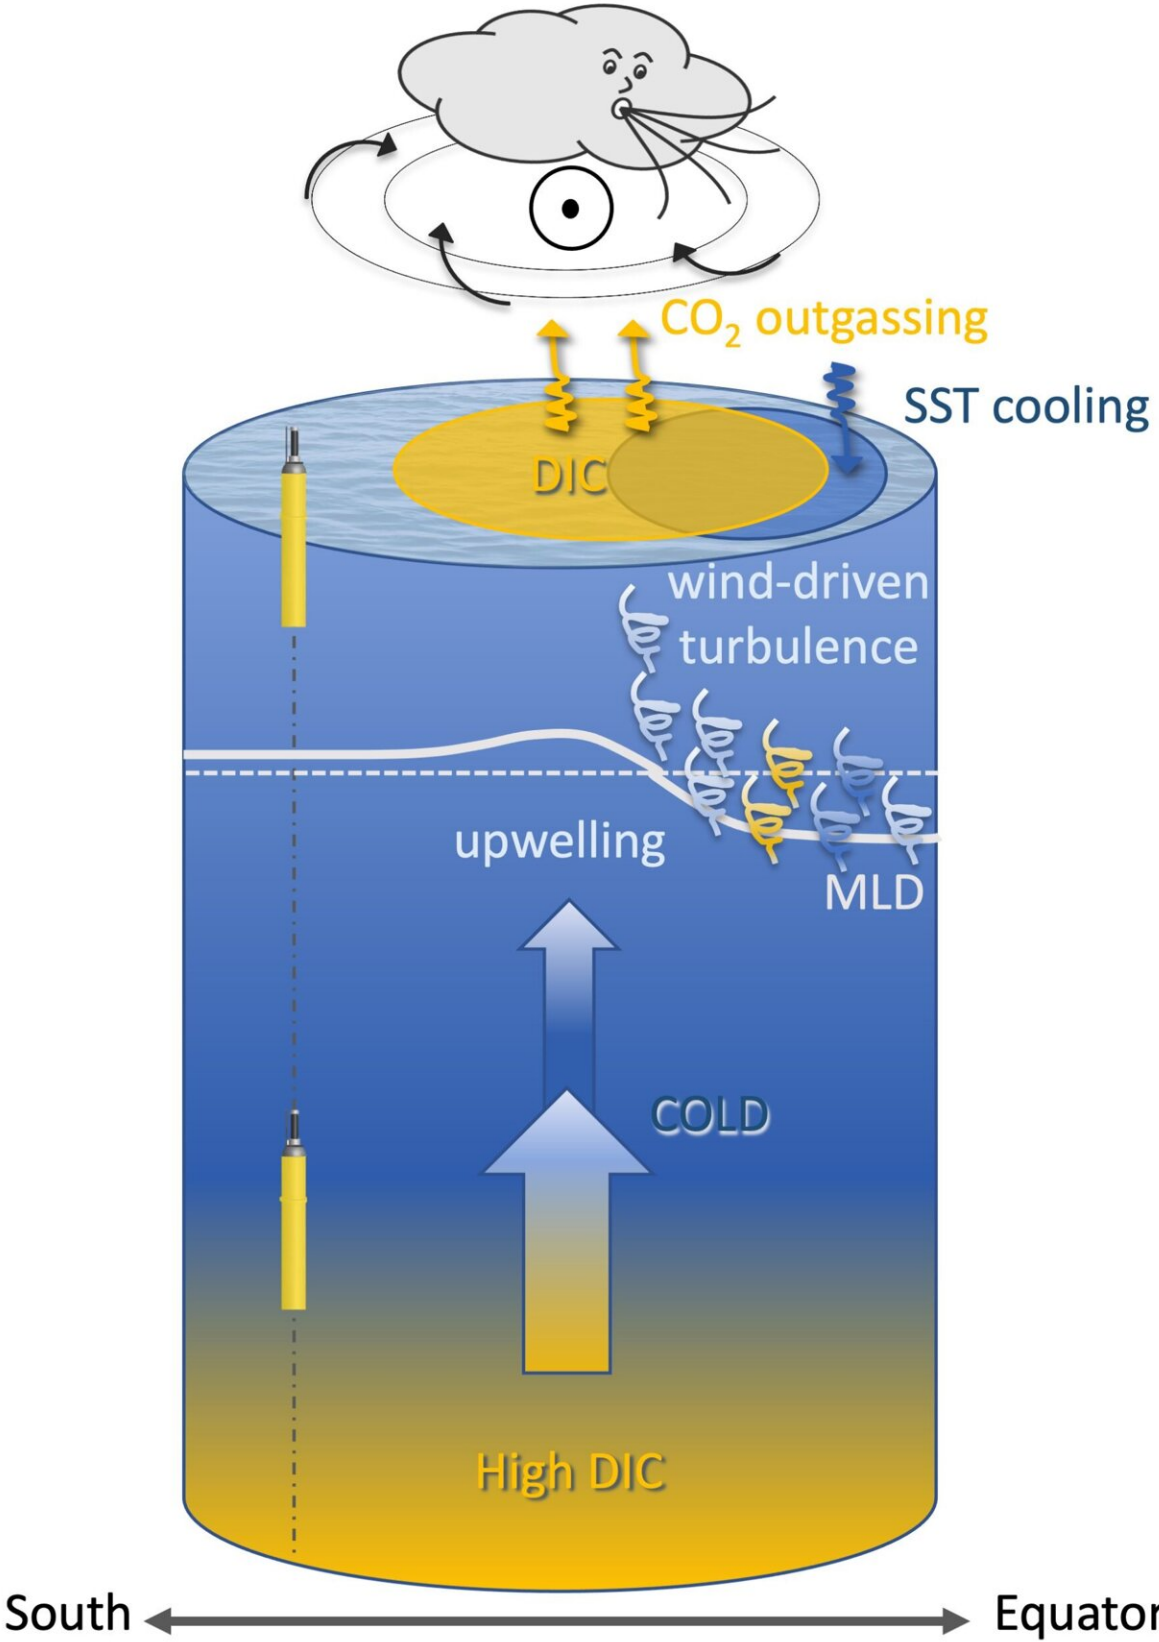 CO₂ outgassing
SST cooling
DIC
wind-driven
turbulence
upwelling
MLD
COLD
High DIC
South
Equator